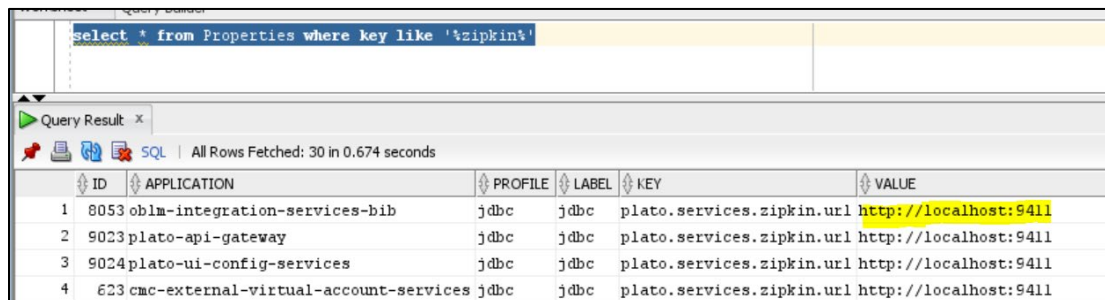 Query Builder
select * from Properties where key like '%zipkin%'
Query Result x
SQL | All Rows Fetched: 30 in 0.674 seconds
ID APPLICATION PROFILE LABEL KEY VALUE
1 8053 oblm-integration-services-bib jdbc jdbc plato.services.zipkin.url http://localhost:9411
2 9023 plato-api-gateway jdbc jdbc plato.services.zipkin.url http://localhost:9411
3 9024 plato-ui-config-services jdbc jdbc plato.services.zipkin.url http://localhost:9411
4 623 cmc-external-virtual-account-services jdbc jdbc plato.services.zipkin.url http://localhost:9411